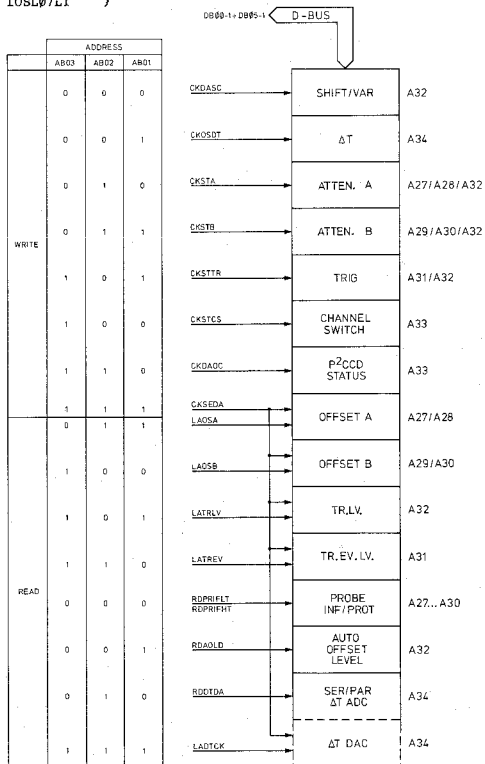 IOSLØ7LT }
DBØØ-1÷DBØ5-1 D-BUS
ADDRESS
AB03 AB02 AB01
WRITE
0 0 0 CKDASC SHIFT/VAR A32
0 0 1 CKOSDT ΔT A34
0 1 0 CKSTA ATTEN. A A27/A28/A32
0 1 1 CKSTB ATTEN. B A29/A30/A32
1 0 1 CKSTTR TRIG A31/A32
1 0 0 CKSTCS CHANNEL SWITCH A33
1 1 0 CKDAOC P²CCD STATUS A33
1 1 1 CKSEDA
READ
0 1 1 LAOSA OFFSET A A27/A28
1 0 0 LAOSB OFFSET B A29/A30
1 0 1 LATRLV TR.LV. A32
1 1 0 LATREV TR.EV.LV. A31
0 0 0 RDPRIFLT RDPRIFHT PROBE INF/PROT A27...A30
0 0 1 RDAOLD AUTO OFFSET LEVEL A32
0 1 0 RDDTDA SER/PAR ΔT ADC A34
1 1 1 LADTCK ΔT DAC A34